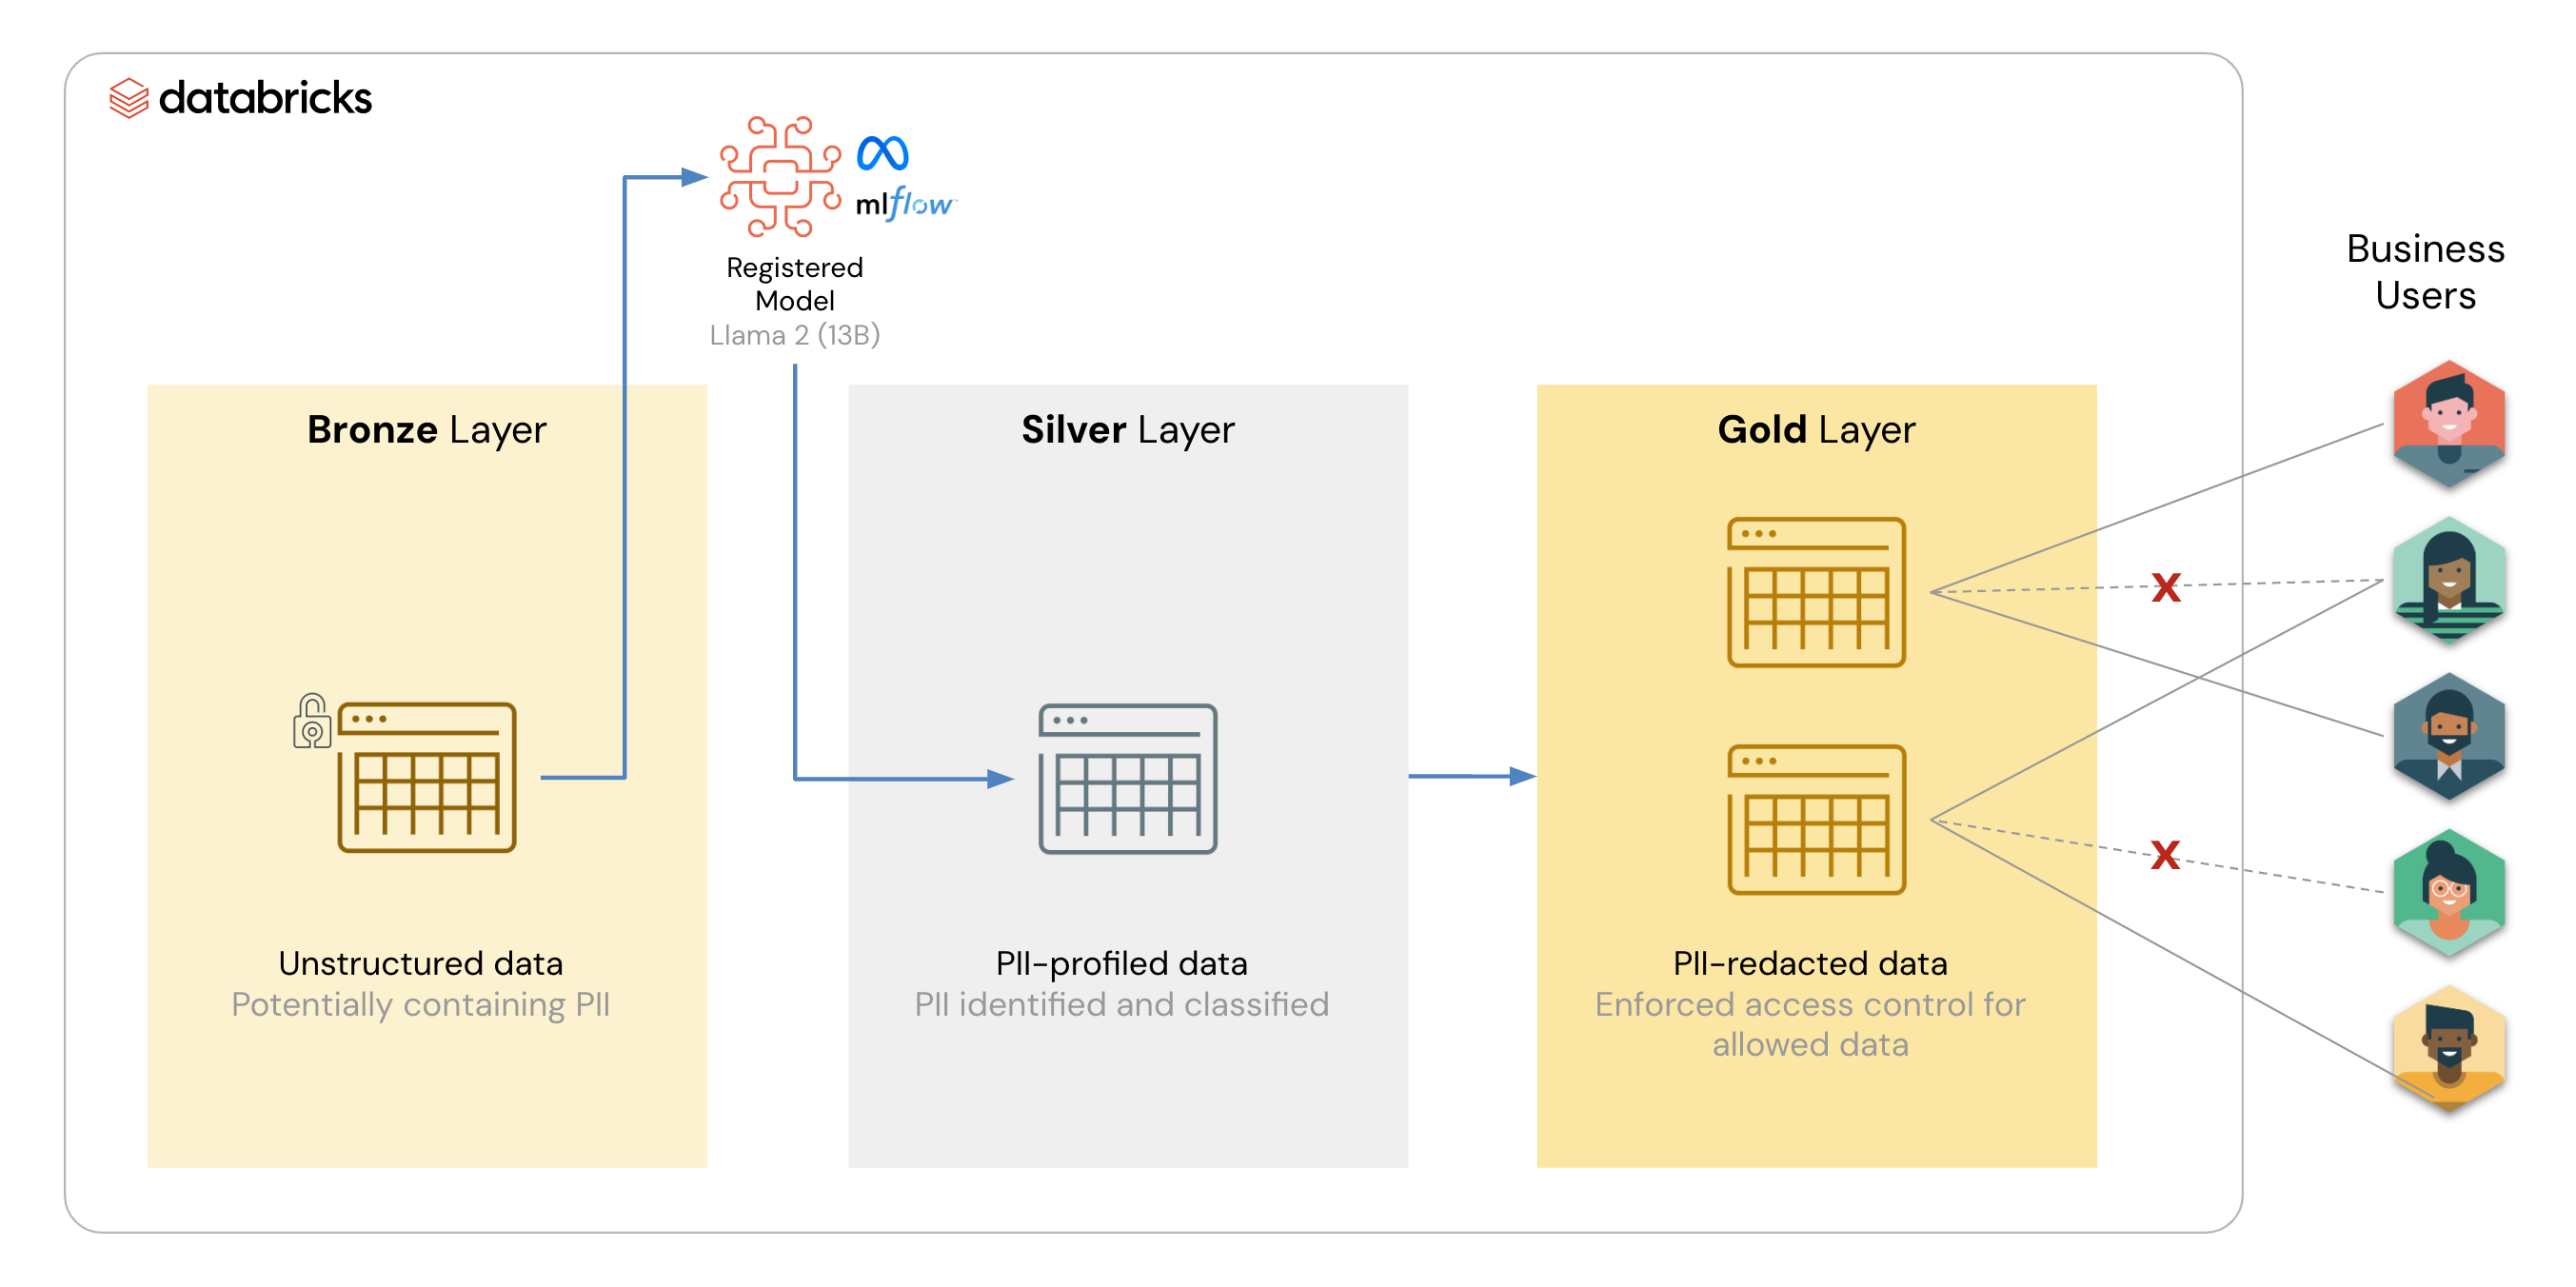 databricks
mlflow
Registered
Model
Llama 2 (13B)
Business
Users
Bronze Layer
Unstructured data
Potentially containing PII
Silver Layer
PII-profiled data
PII identified and classified
Gold Layer
X
X
PII-redacted data
Enforced access control for
allowed data